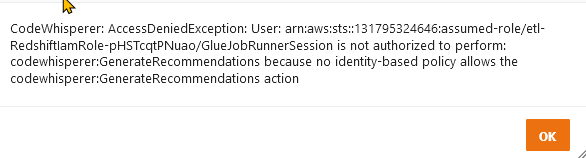 CodeWhisperer: AccessDeniedException: User: arn:aws:sts::131795324646:assumed-role/etl-
RedshiftIamRole-pHSTcqtPNuao/GlueJobRunnerSession is not authorized to perform:
codewhisperer:GenerateRecommendations because no identity-based policy allows the
codewhisperer:GenerateRecommendations action
OK